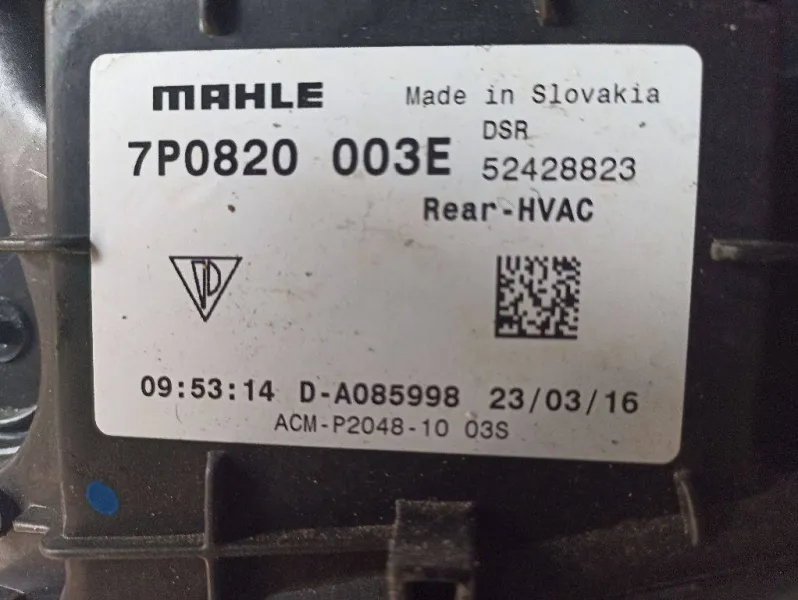 MAHLE
Made in Slovakia
DSR
7P0820 003E
52428823
Rear-HVAC
09:53:14 D-A085998 23/03/16
ACM-P2048-10 03S